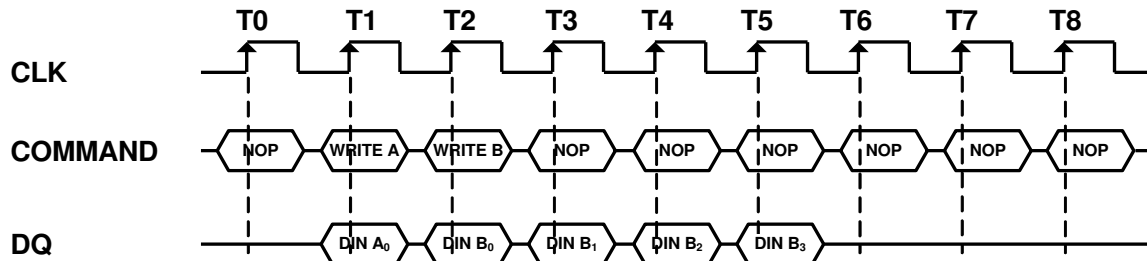 T0 T1 T2 T3 T4 T5 T6 T7 T8
CLK
COMMAND NOP WRITE A WRITE B NOP NOP NOP NOP NOP NOP
DQ DIN A₀ DIN B₀ DIN B₁ DIN B₂ DIN B₃